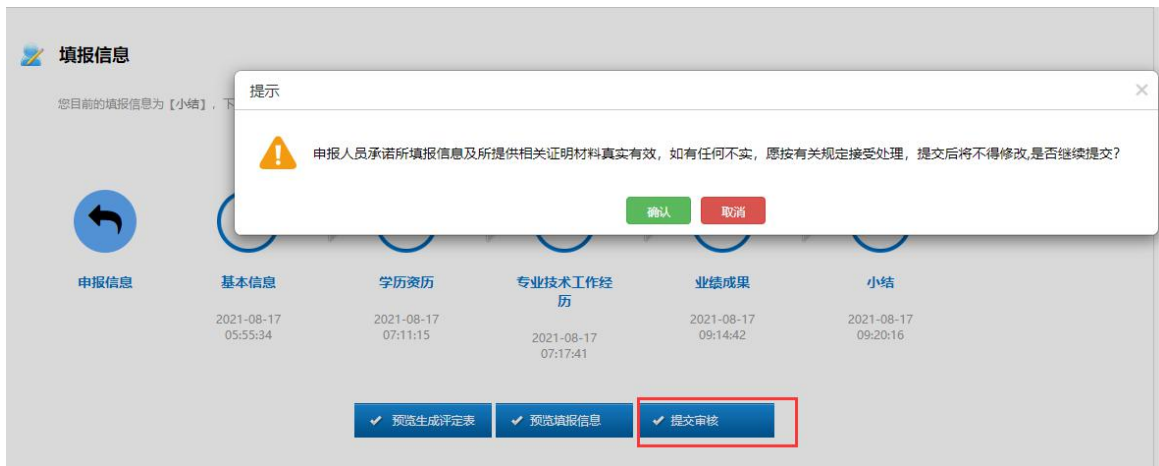 填报信息
您目前的填报信息为【小结】，下
提示
申报人员承诺所填报信息及所提供相关证明材料真实有效，如有任何不实，愿按有关规定接受处理，提交后将不得修改,是否继续提交?
确认
取消
申报信息
基本信息
2021-08-17
05:55:34
学历资历
2021-08-17
07:11:15
专业技术工作经
历
2021-08-17
07:17:41
业绩成果
2021-08-17
09:14:42
小结
2021-08-17
09:20:16
预览生成评定表
预览填报信息
提交审核